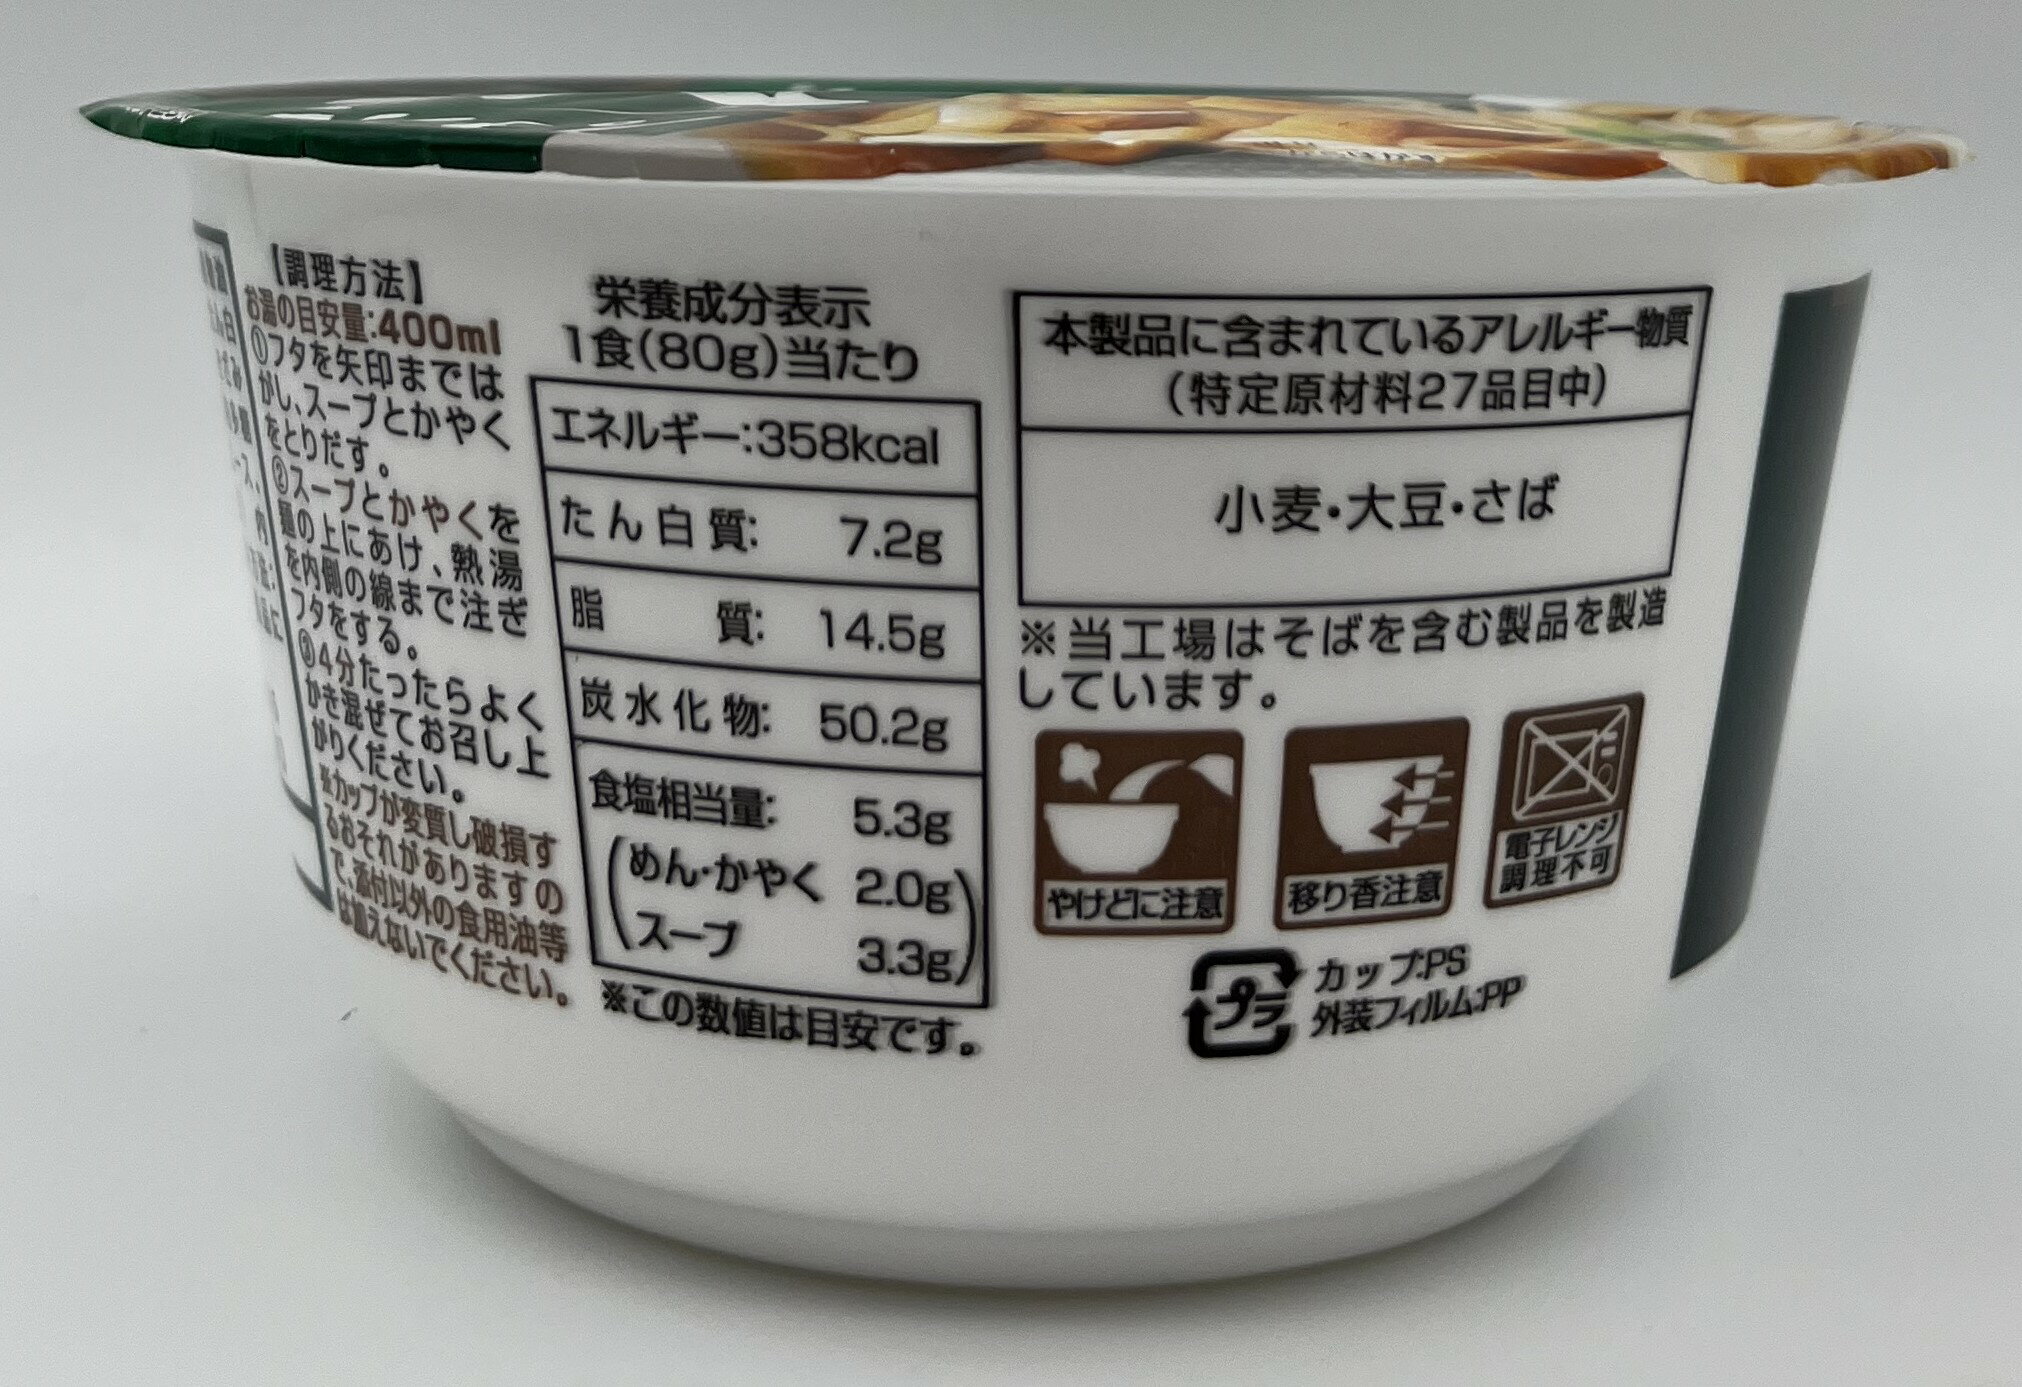 【調理方法】
お湯の目安量:400ml
①フタを矢印までは
がし、スープとかやく
をとりだす。
②スープとかやくを
麺の上にあけ、熱湯
を内側の線まで注ぎ
フタをする。
③4分たったらよく
かき混ぜてお召し上
がりください。
※カップが変質し破損す
るおそれがありますの
で、添付以外の食用油等
は加えないでください。
栄養成分表示
1食(80g)当たり
エネルギー:358kcal
たん白質: 7.2g
脂質: 14.5g
炭水化物: 50.2g
食塩相当量: 5.3g
(めん・かやく 2.0g
スープ 3.3g)
※この数値は目安です。
本製品に含まれているアレルギー物質
(特定原材料27品目中)
小麦・大豆・さば
※当工場はそばを含む製品を製造
しています。
やけどに注意
移り香注意
電子レンジ
調理不可
プラ
カップ:PS
外装フィルム:PP